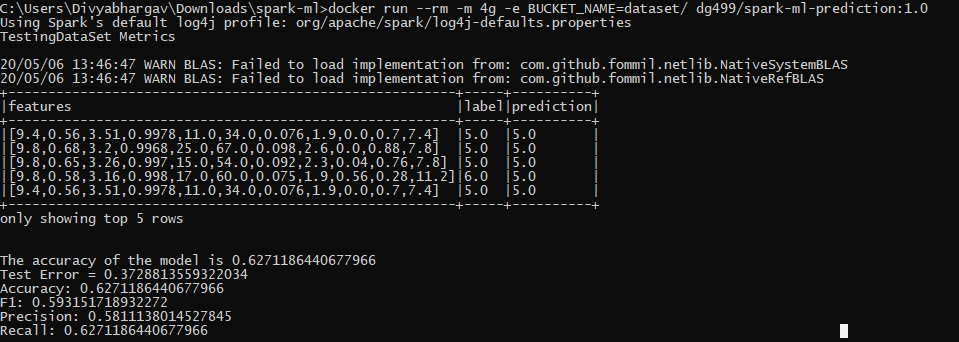 C:\Users\Divyabhargav\Downloads\spark-ml>docker run --rm -m 4g -e BUCKET_NAME=dataset/ dg499/spark-ml-prediction:1.0
Using Spark's default log4j profile: org/apache/spark/log4j-defaults.properties
TestingDataSet Metrics
20/05/06 13:46:47 WARN BLAS: Failed to load implementation from: com.github.fommil.netlib.NativeSystemBLAS
20/05/06 13:46:47 WARN BLAS: Failed to load implementation from: com.github.fommil.netlib.NativeRefBLAS
+--------------------------------------------------------+-----+----------+
|features                                                |label|prediction|
+--------------------------------------------------------+-----+----------+
|[9.4,0.56,3.51,0.9978,11.0,34.0,0.076,1.9,0.0,0.7,7.4]  |5.0  |5.0       |
|[9.8,0.68,3.2,0.9968,25.0,67.0,0.098,2.6,0.0,0.88,7.8]  |5.0  |5.0       |
|[9.8,0.65,3.26,0.997,15.0,54.0,0.092,2.3,0.04,0.76,7.8] |5.0  |5.0       |
|[9.8,0.58,3.16,0.998,17.0,60.0,0.075,1.9,0.56,0.28,11.2]|6.0  |5.0       |
|[9.4,0.56,3.51,0.9978,11.0,34.0,0.076,1.9,0.0,0.7,7.4]  |5.0  |5.0       |
+--------------------------------------------------------+-----+----------+
only showing top 5 rows
The accuracy of the model is 0.6271186440677966
Test Error = 0.3728813559322034
Accuracy: 0.6271186440677966
F1: 0.593151718932272
Precision: 0.5811138014527845
Recall: 0.6271186440677966